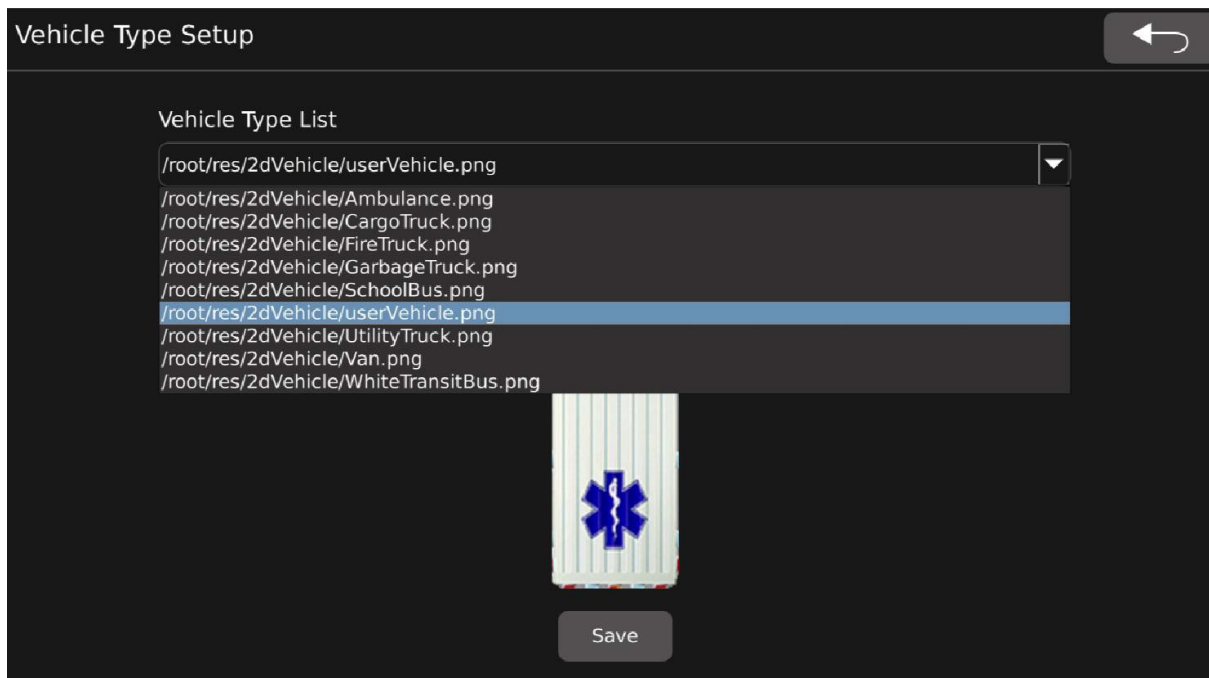 Vehicle Type Setup
Vehicle Type List
/root/res/2dVehicle/userVehicle.png
/root/res/2dVehicle/Ambulance.png
/root/res/2dVehicle/CargoTruck.png
/root/res/2dVehicle/FireTruck.png
/root/res/2dVehicle/GarbageTruck.png
/root/res/2dVehicle/SchoolBus.png
/root/res/2dVehicle/userVehicle.png
/root/res/2dVehicle/UtilityTruck.png
/root/res/2dVehicle/Van.png
/root/res/2dVehicle/WhiteTransitBus.png
Save